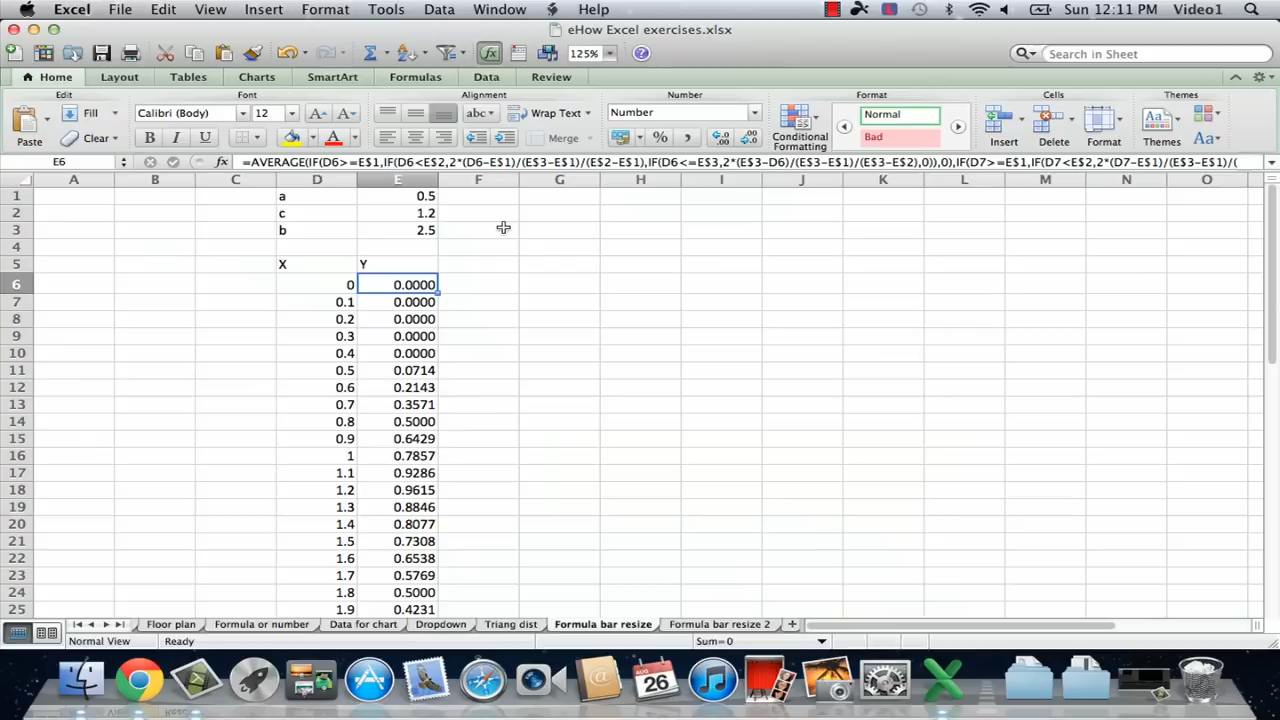 Excel File Edit View Insert Format Tools Data Window Help Sun 12:11 PM Video1
eHow Excel exercises.xlsx
125% Search in Sheet
Home Layout Tables Charts SmartArt Formulas Data Review
Edit Font Alignment Number Format Cells Themes
Paste Fill Calibri (Body) 12 A A abc Wrap Text Number Conditional Formatting Normal Insert Delete Format Themes Aa
Clear B I U A Merge % Bad
E6 fx =AVERAGE(IF(D6>=E$1,IF(D6<E$2,2*(D6-E$1)/(E$3-E$1)/(E$2-E$1),IF(D6<=E$3,2*(E$3-D6)/(E$3-E$1)/(E$3-E$2),0)),0),IF(D7>=E$1,IF(D7<E$2,2*(D7-E$1)/(E$3-E$1)/(
A B C D E F G H I J K L M N O
1 a 0.5
2 c 1.2
3 b 2.5
4
5 X Y
6 0 0.0000
7 0.1 0.0000
8 0.2 0.0000
9 0.3 0.0000
10 0.4 0.0000
11 0.5 0.0714
12 0.6 0.2143
13 0.7 0.3571
14 0.8 0.5000
15 0.9 0.6429
16 1 0.7857
17 1.1 0.9286
18 1.2 0.9615
19 1.3 0.8846
20 1.4 0.8077
21 1.5 0.7308
22 1.6 0.6538
23 1.7 0.5769
24 1.8 0.5000
25 1.9 0.4231
Floor plan Formula or number Data for chart Dropdown Triang dist Formula bar resize Formula bar resize 2
Normal View Ready Sum=0
AUG
26